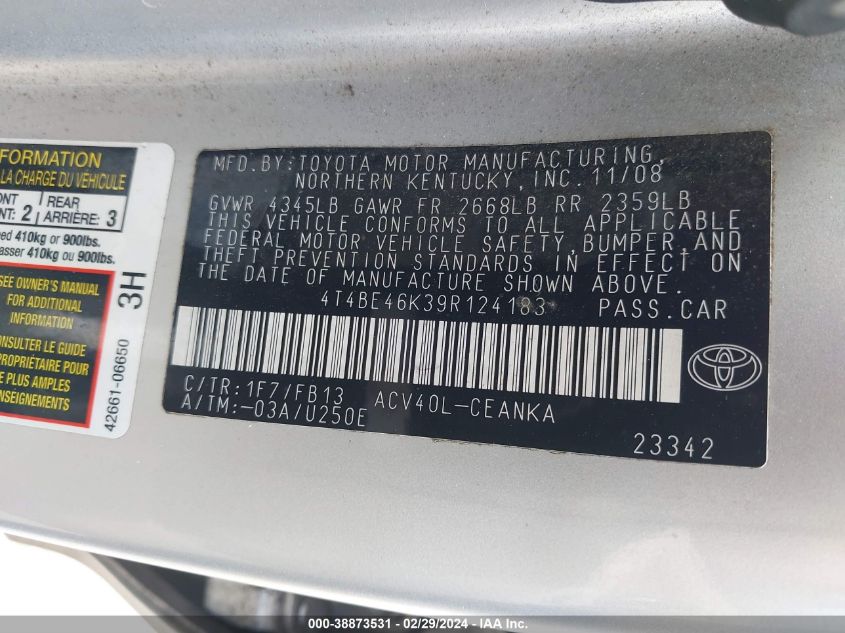 FORMATION
LA CHARGE DU VÉHICULE
ONT
NT: 2
REAR
ARRIÈRE: 3
ed 410kg or 900lbs.
asser 410kg ou 900lbs.
SEE OWNER'S MANUAL
FOR ADDITIONAL
INFORMATION
CONSULTER LE GUIDE
PROPRIÉTAIRE POUR
E PLUS AMPLES
ENSEIGNEMENTS
3H
42661-06650
MFD. BY: TOYOTA MOTOR MANUFACTURING,
NORTHERN KENTUCKY, INC. 11/08
GVWR 4345LB GAWR FR 2668LB RR 2359LB
THIS VEHICLE CONFORMS TO ALL APPLICABLE
FEDERAL MOTOR VEHICLE SAFETY, BUMPER, AND
THEFT PREVENTION STANDARDS IN EFFECT ON
THE DATE OF MANUFACTURE SHOWN ABOVE.
4T4BE46K39R124183 PASS.CAR
C/TR: 1F7/FB13 ACV40L-CEANKA
A/TM: -03A/U250E
23342
000-38873531 - 02/29/2024 - IAA Inc.